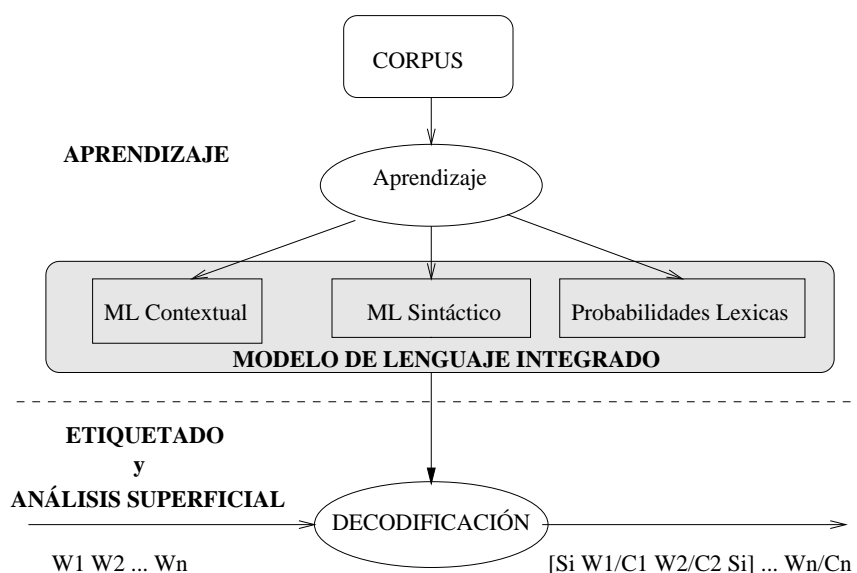 CORPUS
APRENDIZAJE
Aprendizaje
ML Contextual
ML Sintáctico
Probabilidades Lexicas
MODELO DE LENGUAJE INTEGRADO
ETIQUETADO
y
ANÁLISIS SUPERFICIAL
DECODIFICACIÓN
W1 W2 ... Wn
[Si W1/C1 W2/C2 Si] ... Wn/Cn